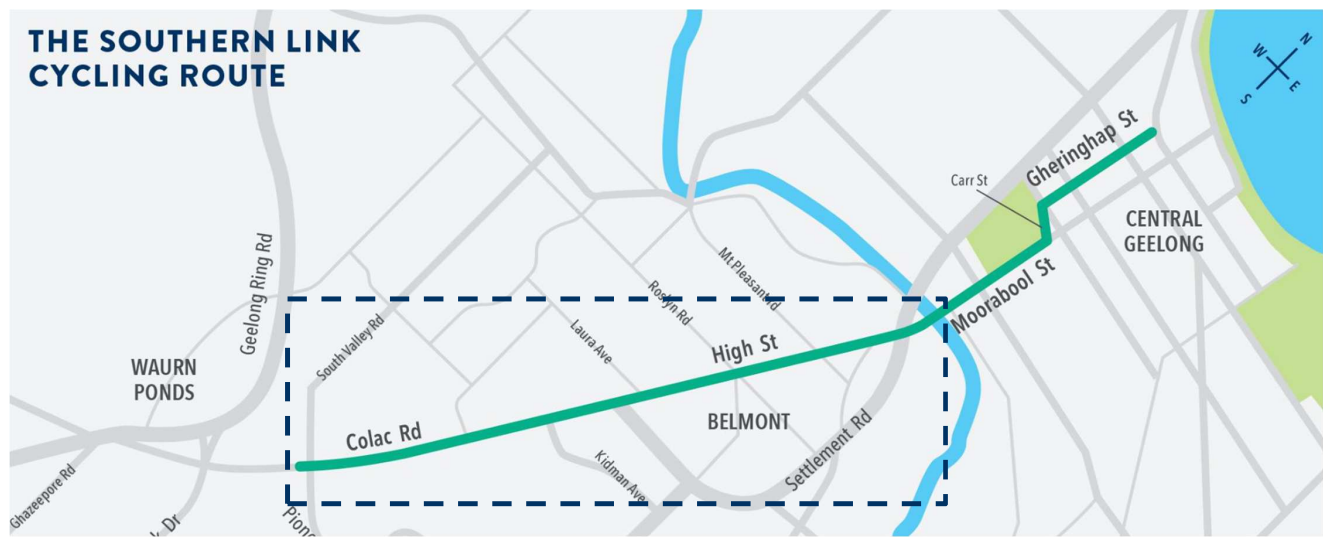 THE SOUTHERN LINK
CYCLING ROUTE
N
W
E
S
Gheringhap St
Carr St
CENTRAL
GEELONG
Mt Pleasant rd
Geelong Ring Rd
Roslyn Rd
Moorabool St
South Valley Rd
Laura Ave
High St
WAURN
PONDS
BELMONT
Colac Rd
Settlement Rd
Kidman Ave
Ghazeepore Rd
Dr